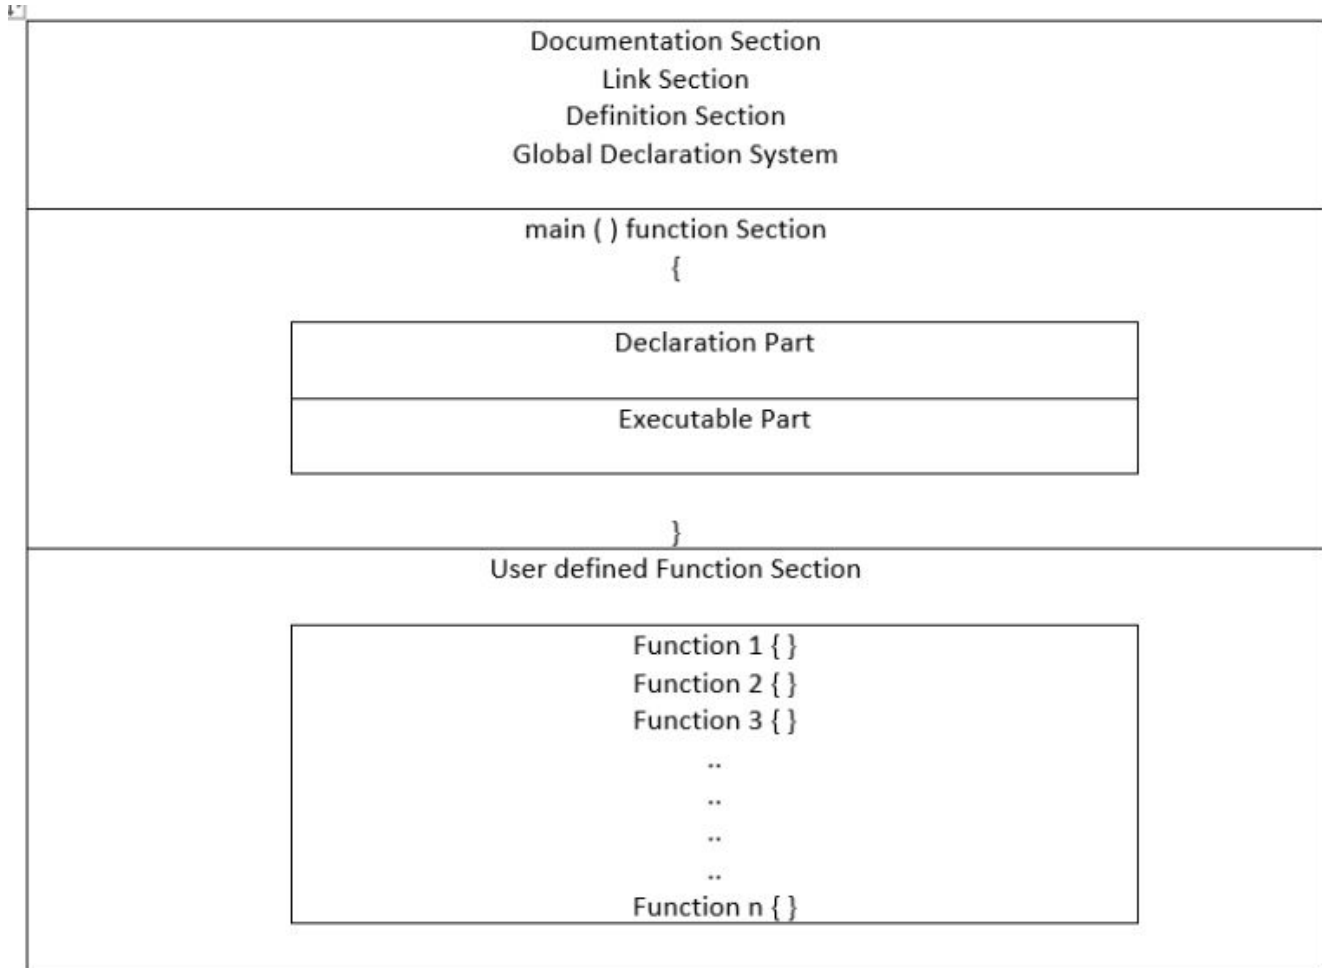 Documentation Section
Link Section
Definition Section
Global Declaration System
main ( ) function Section
{
Declaration Part
Executable Part
}
User defined Function Section
Function 1 { }
Function 2 { }
Function 3 { }
..
..
..
..
Function n { }